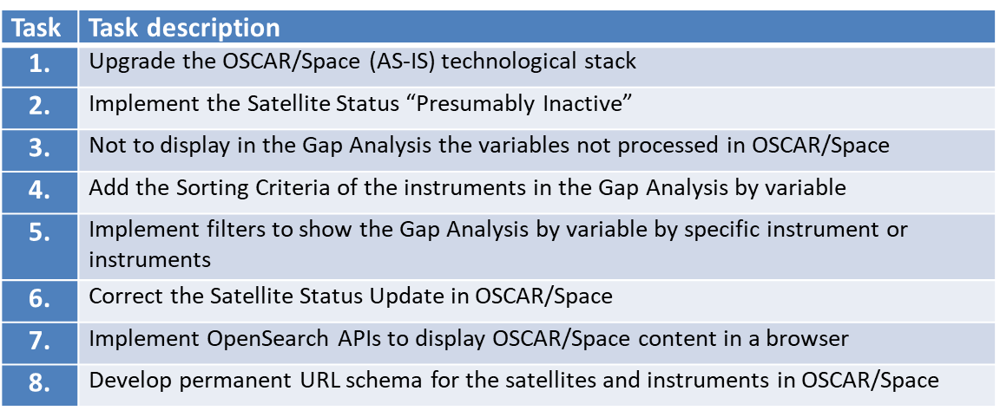 Task Task description
1. Upgrade the OSCAR/Space (AS-IS) technological stack
2. Implement the Satellite Status “Presumably Inactive”
3. Not to display in the Gap Analysis the variables not processed in OSCAR/Space
4. Add the Sorting Criteria of the instruments in the Gap Analysis by variable
5. Implement filters to show the Gap Analysis by variable by specific instrument or
instruments
6. Correct the Satellite Status Update in OSCAR/Space
7. Implement OpenSearch APIs to display OSCAR/Space content in a browser
8. Develop permanent URL schema for the satellites and instruments in OSCAR/Space